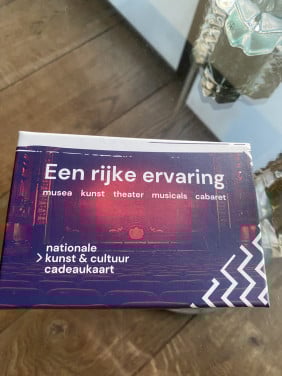 Een rijke ervaring
musea kunst theater musicals cabaret
nationale
> kunst & cultuur
cadeaukaart